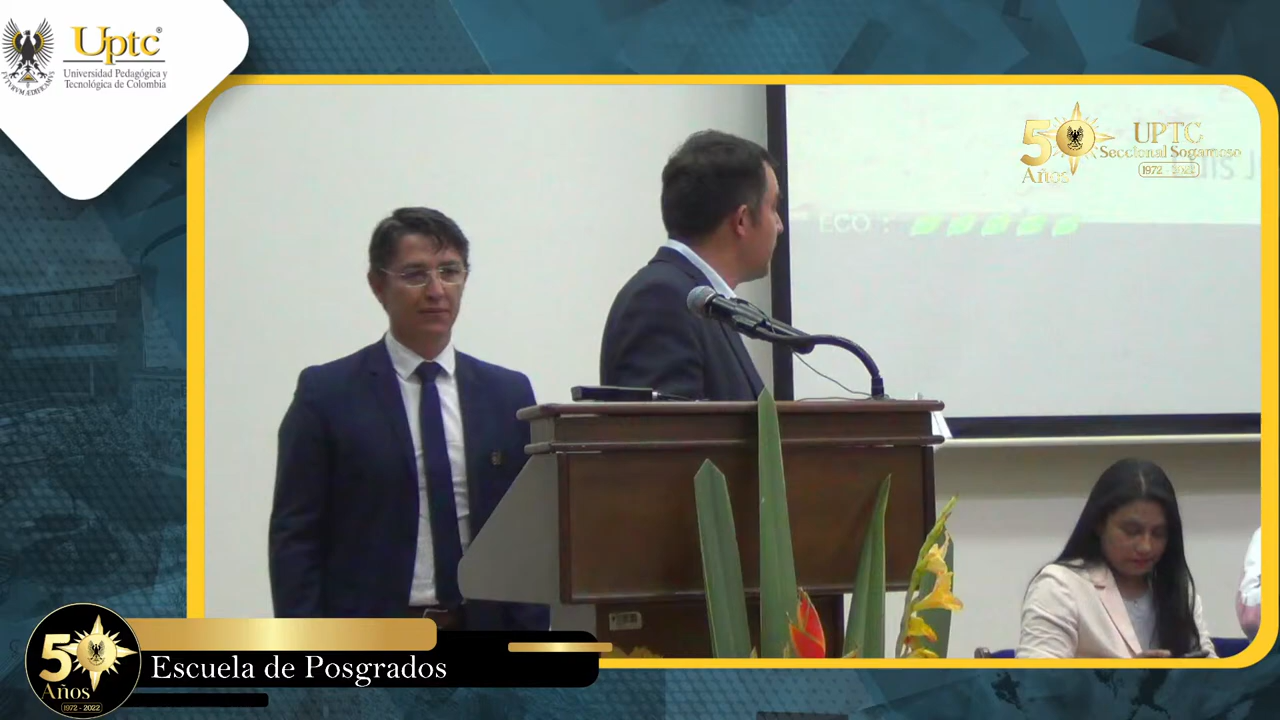 Uptc®
Universidad Pedagógica y
Tecnológica de Colombia
50
Años
UPTC
Seccional Sogamoso
1972 - 2022
ECO :
50
Años
1972 - 2022
Escuela de Posgrados